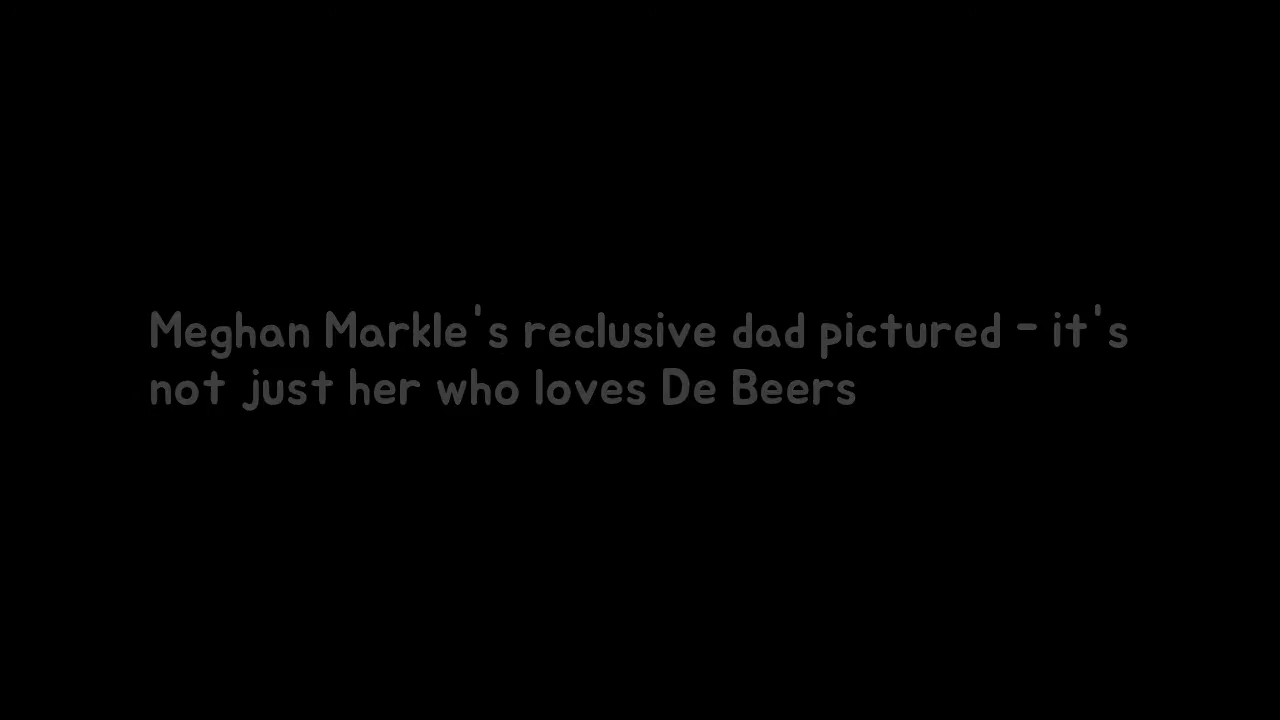 Meghan Markle's reclusive dad pictured - it's
not just her who loves De Beers